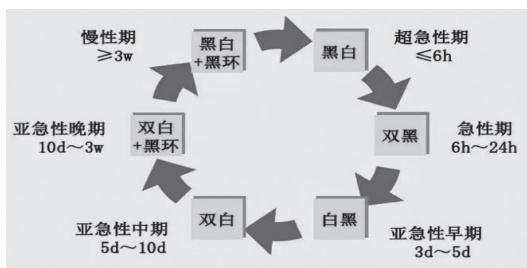 慢性期
≥3w
黑白
+黑环
黑白
超急性期
≤6h
亚急性晚期
10d～3w
双白
+黑环
双黑
急性期
6h～24h
亚急性中期
5d～10d
双白
白黑
亚急性早期
3d～5d